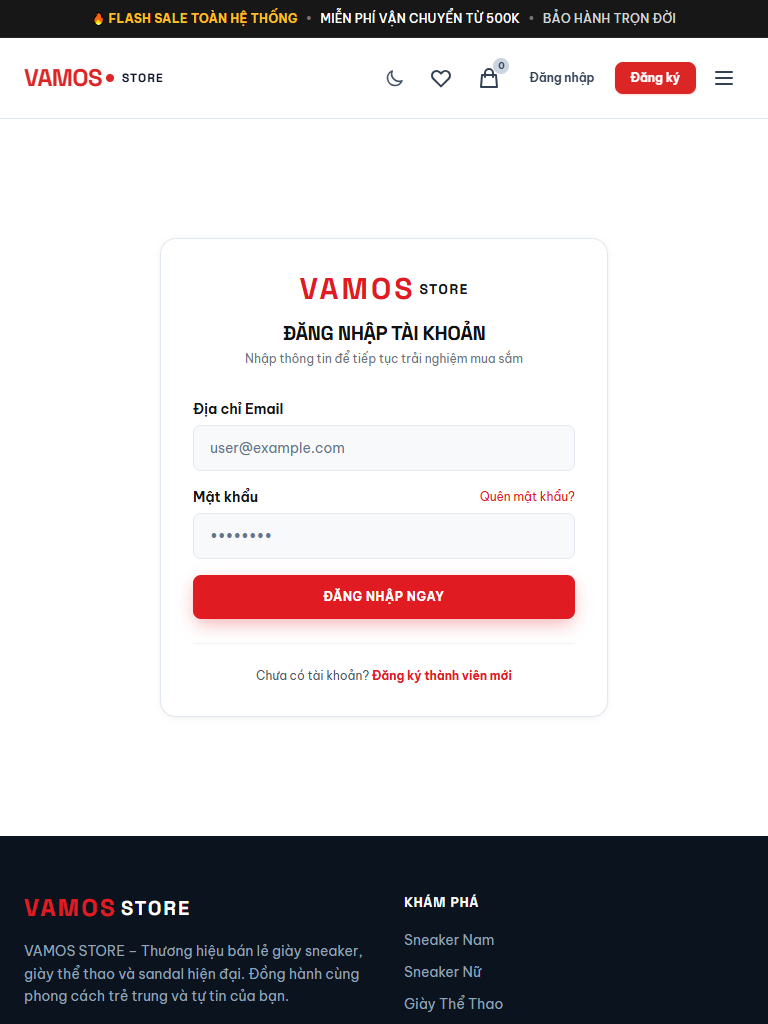 🔥 FLASH SALE TOÀN HỆ THỐNG • MIỄN PHÍ VẬN CHUYỂN TỪ 500K • BẢO HÀNH TRỌN ĐỜI
VAMOS STORE 0 Đăng nhập Đăng ký
VAMOS STORE
ĐĂNG NHẬP TÀI KHOẢN
Nhập thông tin để tiếp tục trải nghiệm mua sắm
Địa chỉ Email
user@example.com
Mật khẩu Quên mật khẩu?
••••••••
ĐĂNG NHẬP NGAY
Chưa có tài khoản? Đăng ký thành viên mới
VAMOS STORE
VAMOS STORE – Thương hiệu bán lẻ giày sneaker,
giày thể thao và sandal hiện đại. Đồng hành cùng
phong cách trẻ trung và tự tin của bạn.
KHÁM PHÁ
Sneaker Nam
Sneaker Nữ
Giày Thể Thao